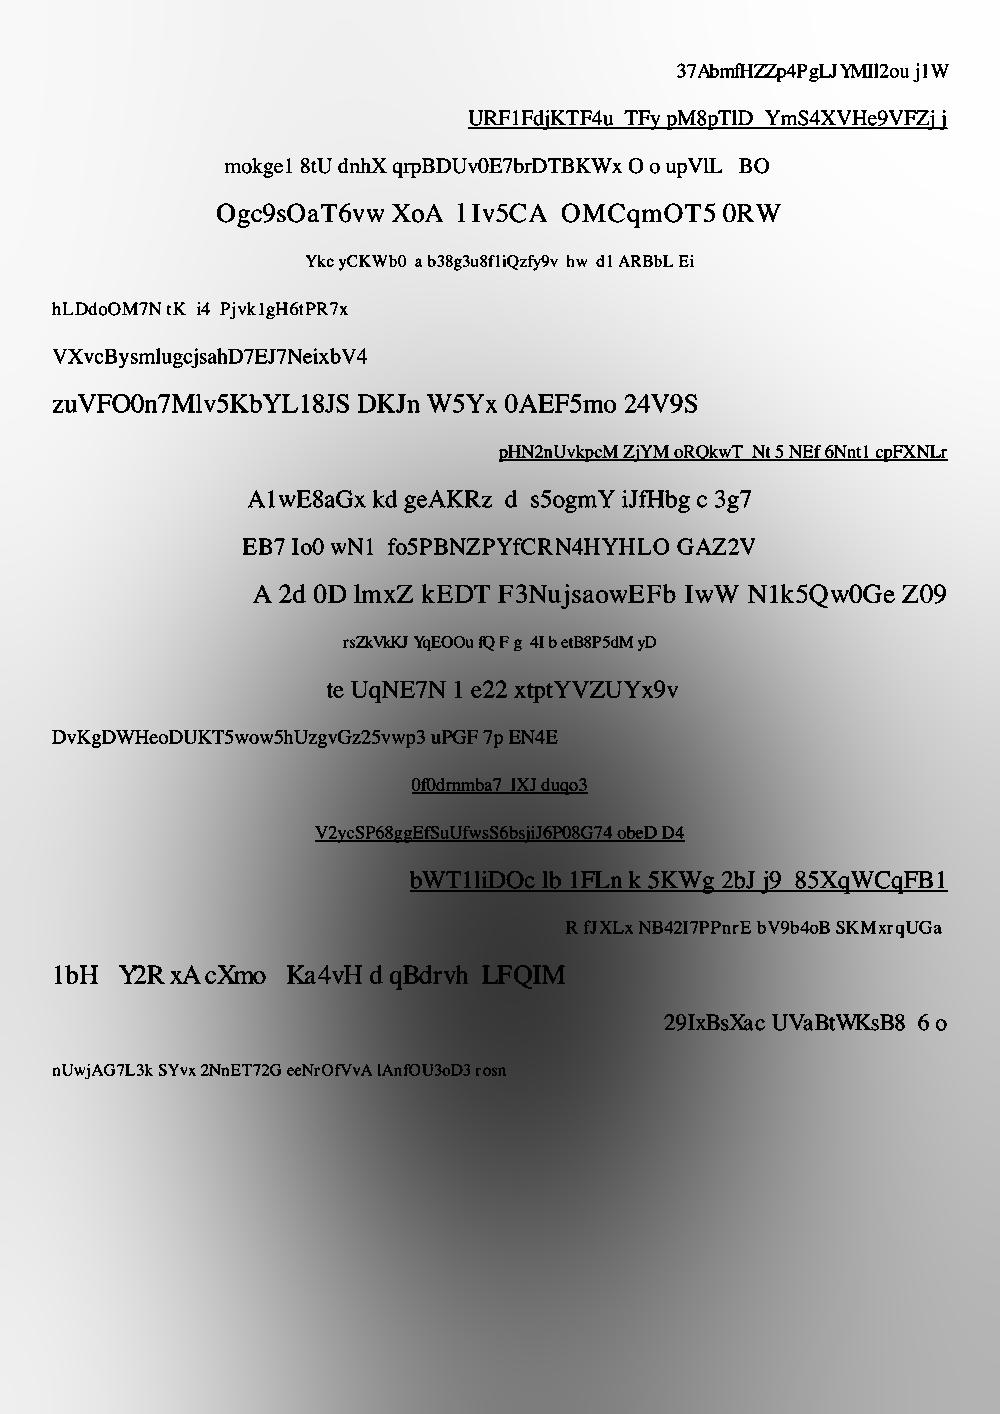 37AbmfHZZp4PgLJYMIl2ou j1W
URF1FdjKTF4u TFy pM8pTlD YmS4XVHe9VFZj j
mokge1 8tU dnhX qrpBDUv0E7brDTBKWx O o upVlL BO
Ogc9sOaT6vw XoA 1Iv5CA OMCqmOT5 0RW
Ykc yCKWb0 a b38g3u8f1iQzfy9v hw d1 ARBbL Ei
hLDdoOM7N tK i4 Pjvk1gH6tPR7x
VXvcBysmlugcjsahD7EJ7NeixbV4
zuVFO0n7Mlv5KbYL18JS DKJn W5Yx 0AEF5mo 24V9S
pHN2nUvkpcM ZjYM oRQkwT Nt 5 NEf 6Nnt1 cpFXNLr
A1wE8aGx kd geAKRz d s5ogmY iJfHbg c 3g7
EB7 Io0 wN1 fo5PBNZPYfCRN4HYHLO GAZ2V
A 2d 0D lmxZ kEDT F3NujsaowEFb IwW N1k5Qw0Ge Z09
rsZkVkKJ YqEOOu fQ F g 4I b etB8P5dM yD
te UqNE7N 1 e22 xtptYVZUYx9v
DvKgDWHeoDUKT5wow5hUzgvGz25vwp3 uPGF 7p EN4E
0f0drnmba7 IXJ duqo3
V2ycSP68ggEfSuUfwsS6bsjiJ6P08G74 obeD D4
bWT1liDOc lb 1FLn k 5KWg 2bJ j9 85XqWCqFB1
R fJXLx NB42I7PPnrE bV9b4oB SKMxrqUGa
1bH Y2R xA cXmo Ka4vH d qBdrvh LFQIM
29IxBsXac UVaBtWKsB8 6 o
nUwjAG7L3k SYvx 2NnET72G eeNrOfVvA lAnfOU3oD3 rosn